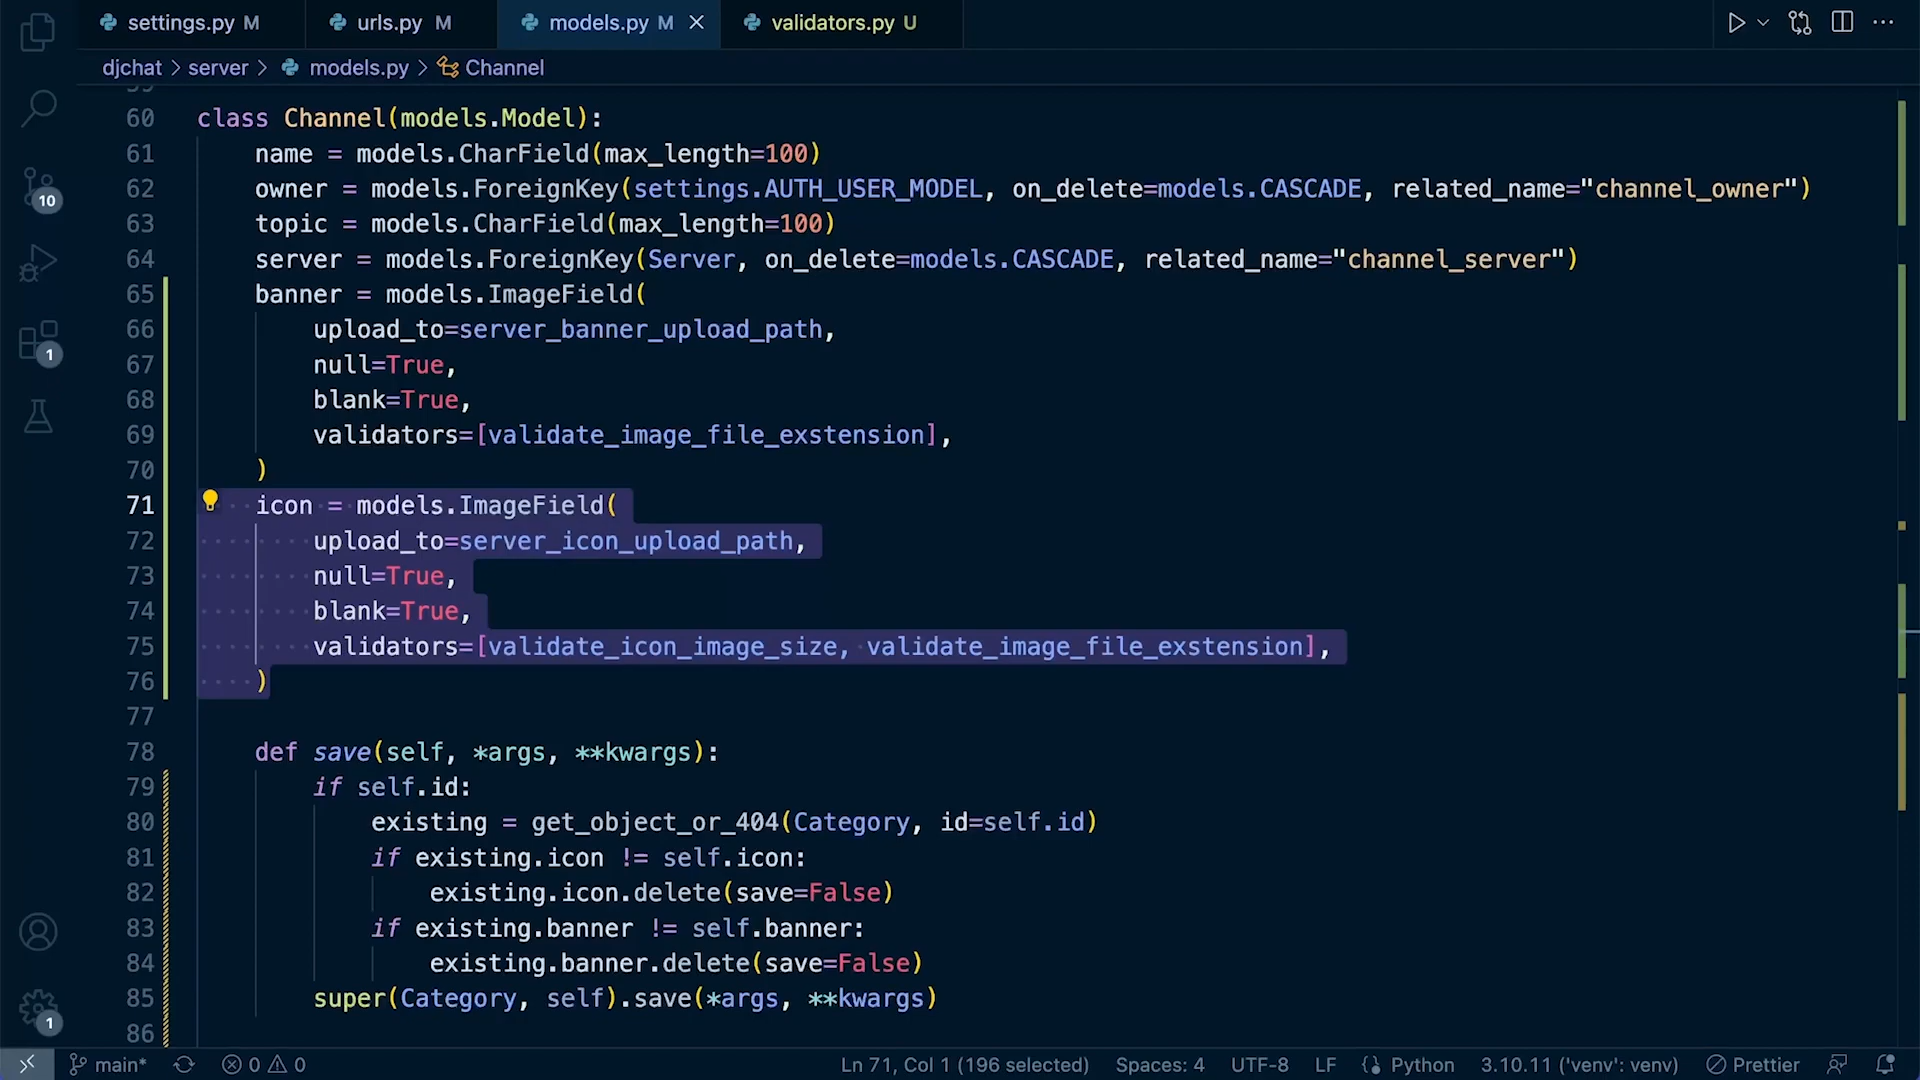 settings.py M
urls.py M
models.py M
validators.py U
djchat > server > models.py > Channel
59
60 class Channel(models.Model):
61 name = models.CharField(max_length=100)
62 owner = models.ForeignKey(settings.AUTH_USER_MODEL, on_delete=models.CASCADE, related_name="channel_owner")
63 topic = models.CharField(max_length=100)
64 server = models.ForeignKey(Server, on_delete=models.CASCADE, related_name="channel_server")
65 banner = models.ImageField(
66 upload_to=server_banner_upload_path,
67 null=True,
68 blank=True,
69 validators=[validate_image_file_exstension],
70 )
71 icon = models.ImageField(
72 upload_to=server_icon_upload_path,
73 null=True,
74 blank=True,
75 validators=[validate_icon_image_size, validate_image_file_exstension],
76 )
77
78 def save(self, *args, **kwargs):
79 if self.id:
80 existing = get_object_or_404(Category, id=self.id)
81 if existing.icon != self.icon:
82 existing.icon.delete(save=False)
83 if existing.banner != self.banner:
84 existing.banner.delete(save=False)
85 super(Category, self).save(*args, **kwargs)
86
10
1
1
main* 0 0 Ln 71, Col 1 (196 selected) Spaces: 4 UTF-8 LF Python 3.10.11 ('venv': venv) Prettier